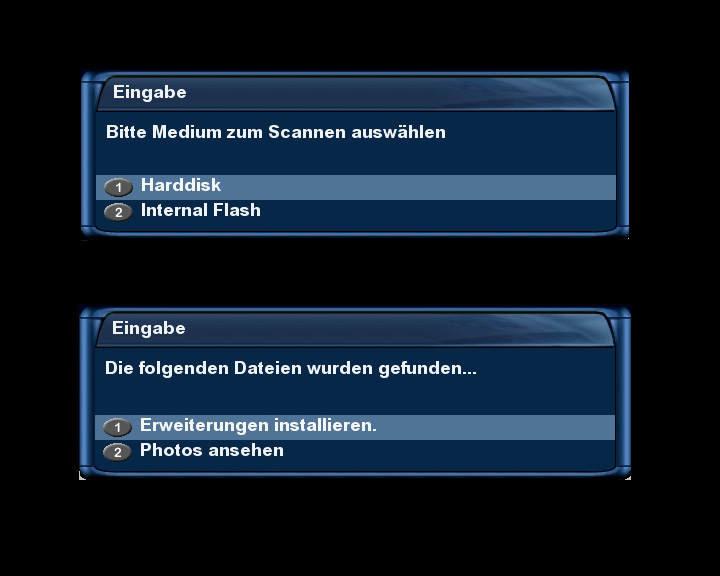 Eingabe
Bitte Medium zum Scannen auswählen
1 Harddisk
2 Internal Flash
Eingabe
Die folgenden Dateien wurden gefunden...
1 Erweiterungen installieren.
2 Photos ansehen